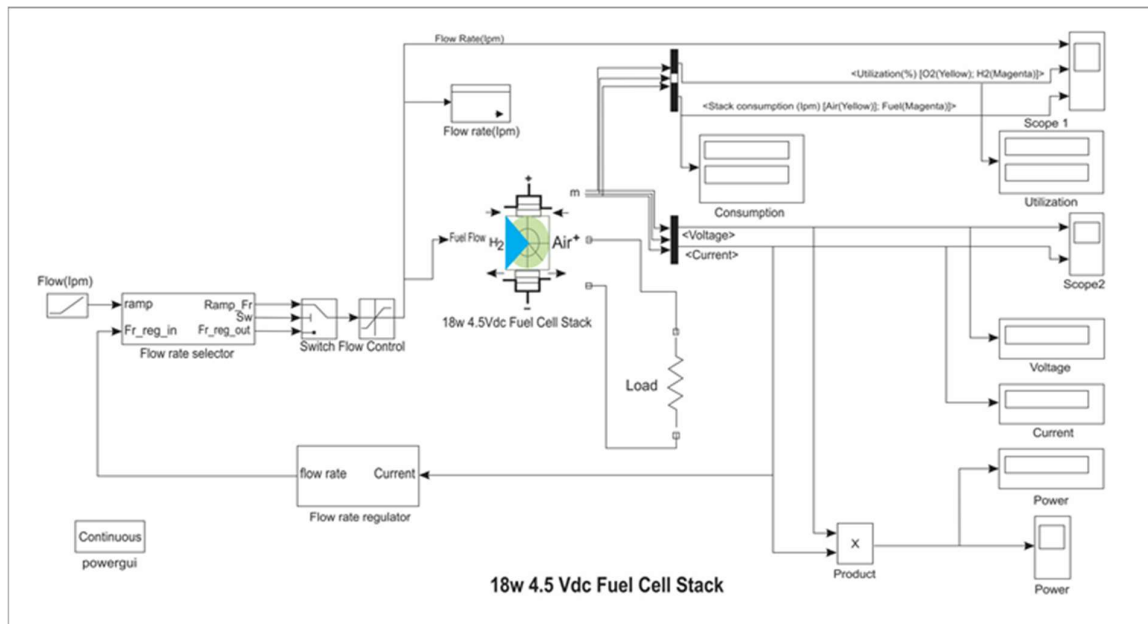 Flow Rate(lpm)
<Utilization(%) [O2(Yellow); H2(Magenta)]>
<Stack consumption (lpm) [Air(Yellow)]; Fuel(Magenta)]>
Scope 1
Flow rate(lpm)
Consumption
Utilization
+
m
Fuel Flow
H2
Air+
−
18w 4.5Vdc Fuel Cell Stack
<Voltage>
<Current>
Scope2
Flow(lpm)
ramp
Fr_reg_in
Ramp_Fr
Sw
Fr_reg_out
Flow rate selector
Switch
Flow Control
Load
Voltage
Current
Power
flow rate
Current
Flow rate regulator
Continuous
powergui
X
Product
Power
18w 4.5 Vdc Fuel Cell Stack